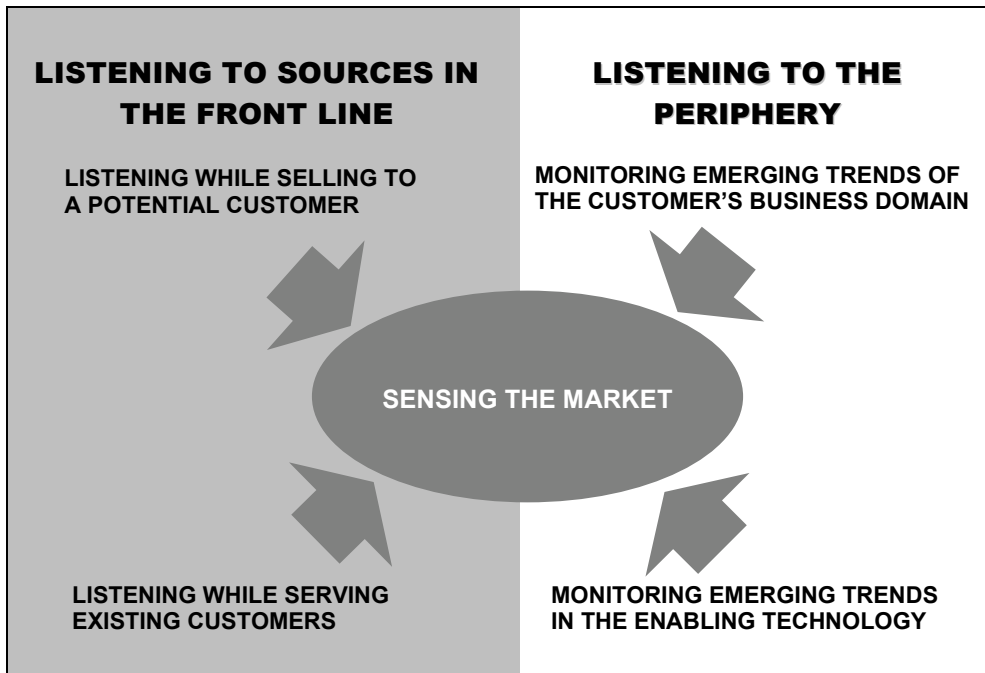 LISTENING TO SOURCES IN
THE FRONT LINE
LISTENING TO THE
PERIPHERY
LISTENING WHILE SELLING TO
A POTENTIAL CUSTOMER
MONITORING EMERGING TRENDS OF
THE CUSTOMER’S BUSINESS DOMAIN
SENSING THE MARKET
LISTENING WHILE SERVING
EXISTING CUSTOMERS
MONITORING EMERGING TRENDS
IN THE ENABLING TECHNOLOGY